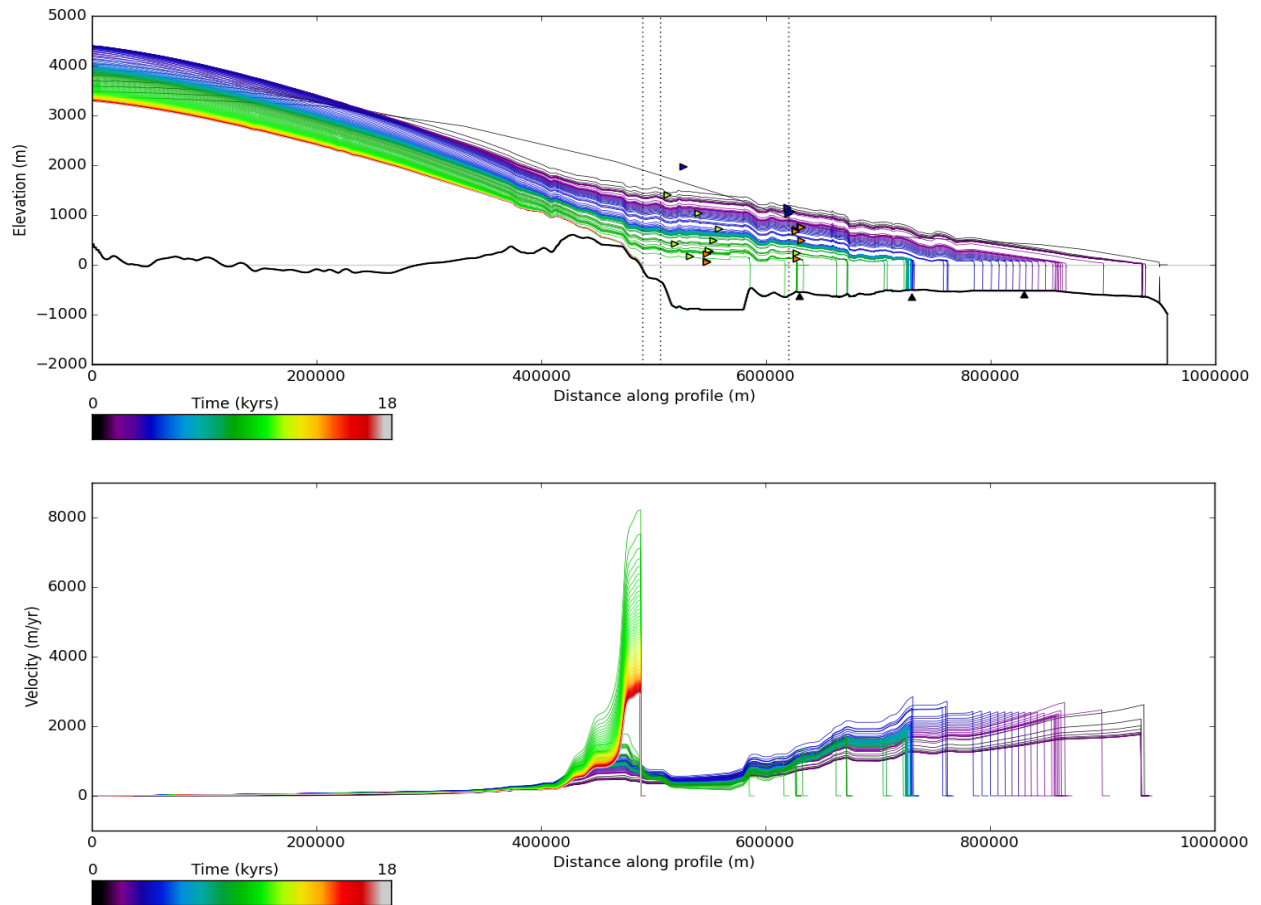 5000
4000
3000
2000
1000
0
−1000
−2000
Elevation (m)
0 200000 400000 600000 800000 1000000
Distance along profile (m)
0 Time (kyrs) 18
8000
6000
4000
2000
0
Velocity (m/yr)
0 200000 400000 600000 800000 1000000
Distance along profile (m)
0 Time (kyrs) 18